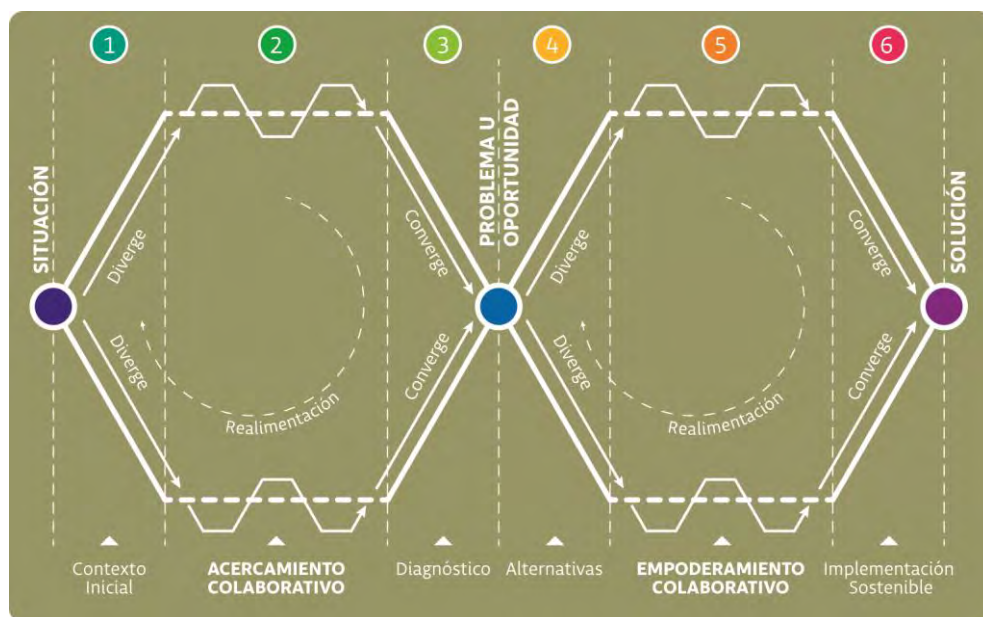 1
2
3
4
5
6
SITUACIÓN
Diverge
Diverge
Realimentación
Converge
Converge
PROBLEMA U
OPORTUNIDAD
Diverge
Diverge
Realimentación
Converge
Converge
SOLUCIÓN
Contexto
Inicial
ACERCAMIENTO
COLABORATIVO
Diagnóstico
Alternativas
EMPODERAMIENTO
COLABORATIVO
Implementación
Sostenible